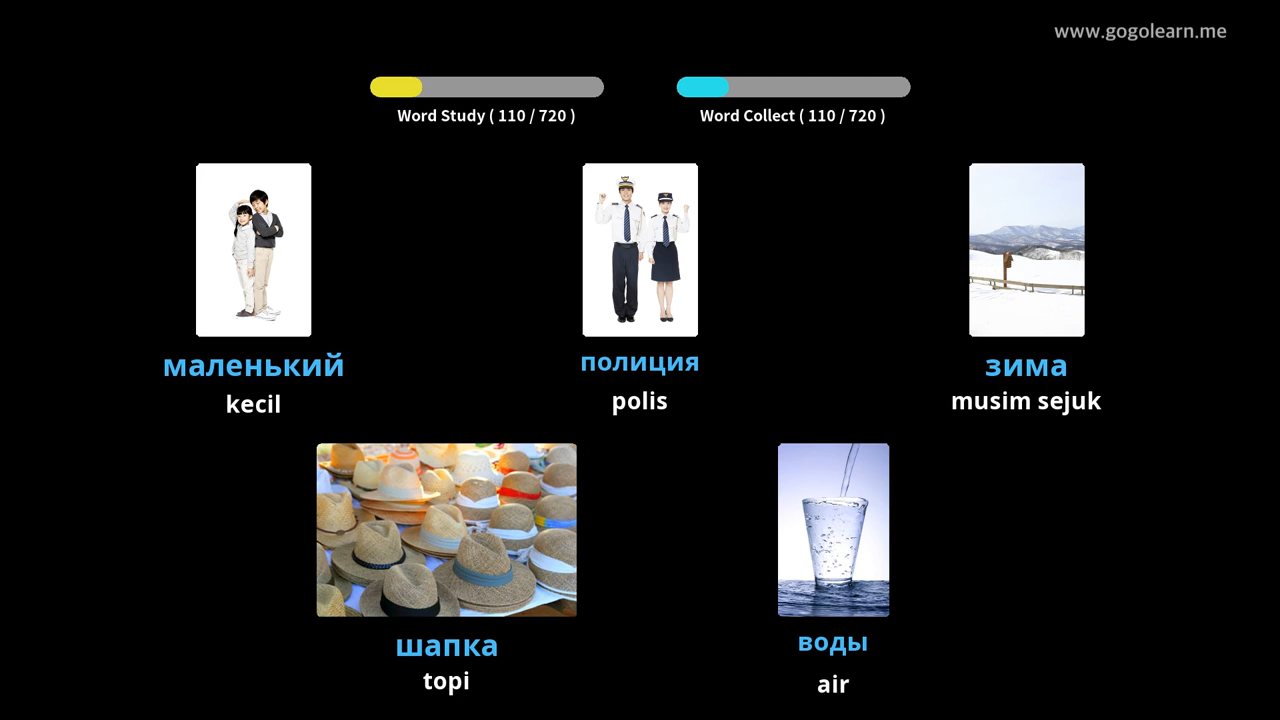 www.gogolearn.me
Word Study ( 110 / 720 )
Word Collect ( 110 / 720 )
маленький
kecil
полиция
polis
зима
musim sejuk
шапка
topi
воды
air